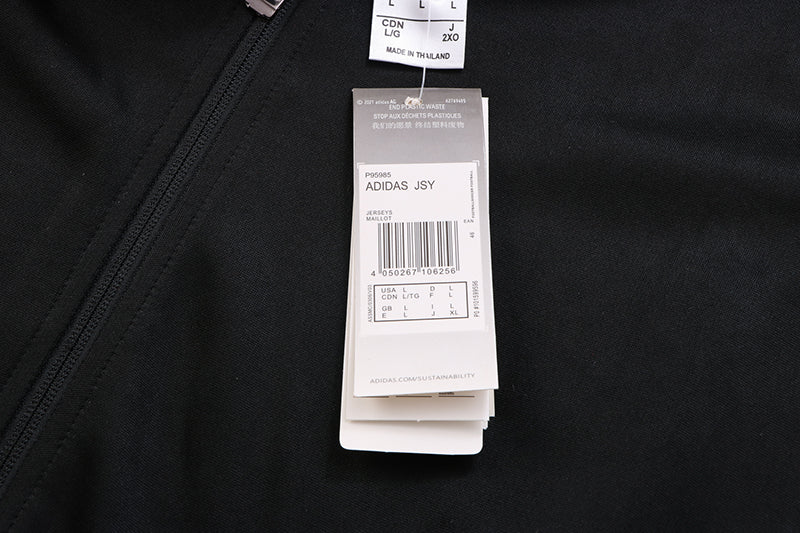 L L L
CDN J
L/G 2XO
MADE IN THAILAND
© 2021 adidas AG
END PLASTIC WASTE
STOP AUX DÉCHETS PLASTIQUES
我们的愿景 终结塑料废物
P95985
ADIDAS JSY
JERSEYS
MAILLOT
EAN
46
4 050267 106256
USA L D L
CDN L/TG F L
GB L I L
E L J XL
ADIDAS.COM/SUSTAINABILITY